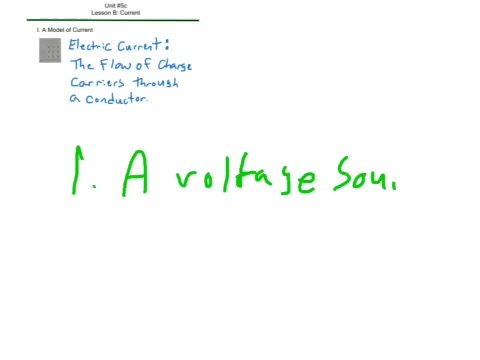 Unit #5c
Lesson B: Current
I. A Model of Current
Electric Current:
The Flow of Charge
Carriers through
a conductor.
1. A voltage sou